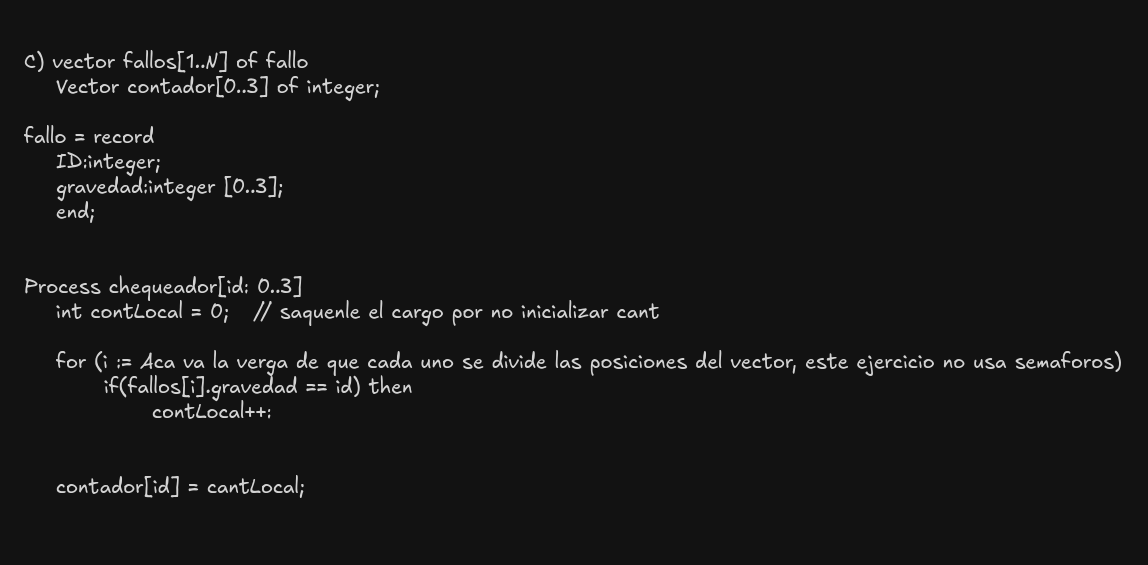 C) vector fallos[1..N] of fallo
Vector contador[0..3] of integer;
fallo = record
ID:integer;
gravedad:integer [0..3];
end;
Process chequeador[id: 0..3]
int contLocal = 0; // saquenle el cargo por no inicializar cant
for (i := Aca va la verga de que cada uno se divide las posiciones del vector, este ejercicio no usa semaforos)
if(fallos[i].gravedad == id) then
contLocal++:
contador[id] = cantLocal;